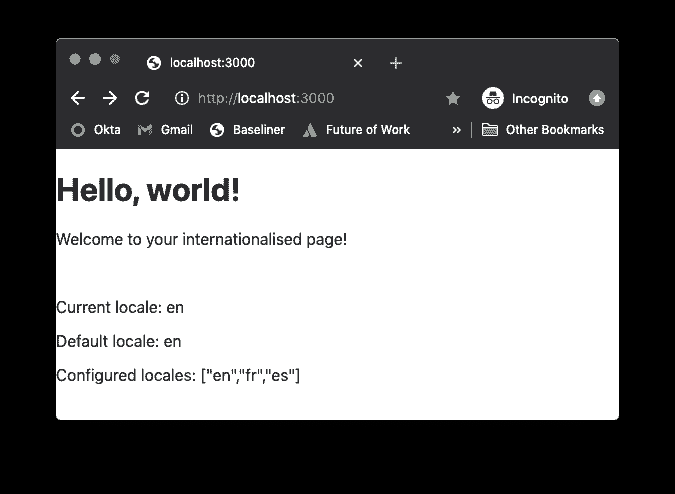 localhost:3000
http://localhost:3000 Incognito
Okta Gmail Baseliner Future of Work » Other Bookmarks
Hello, world!
Welcome to your internationalised page!
Current locale: en
Default locale: en
Configured locales: ["en","fr","es"]